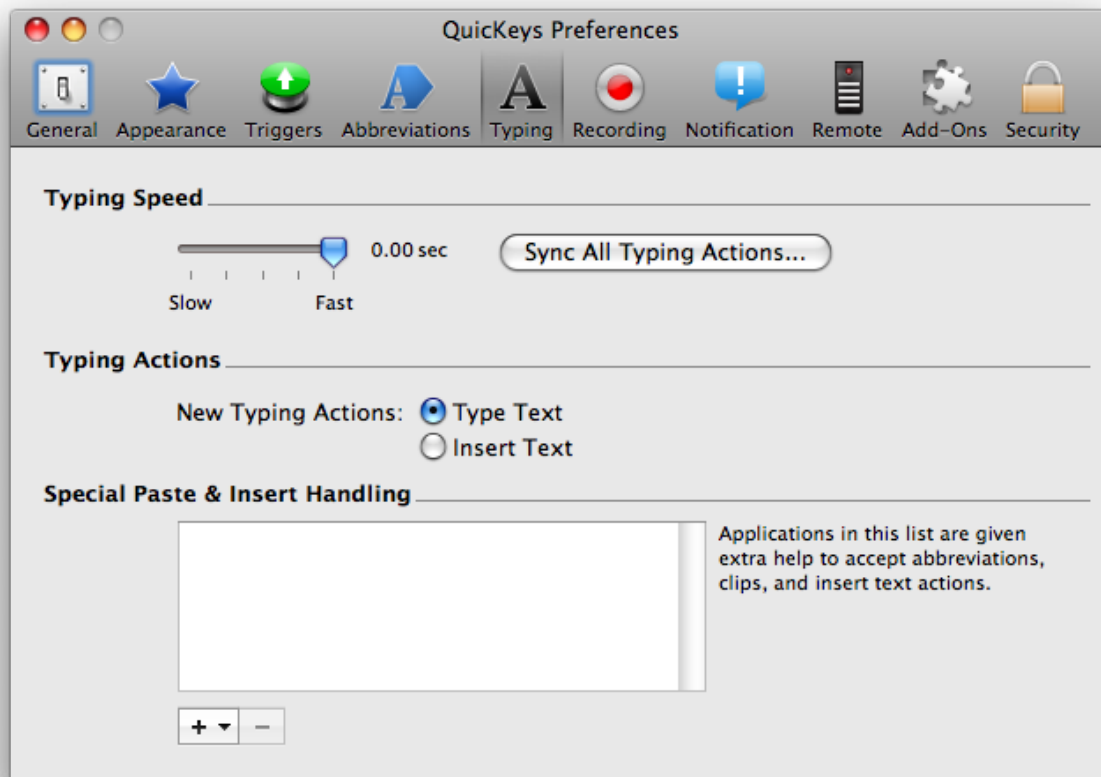 QuicKeys Preferences
General Appearance Triggers Abbreviations Typing Recording Notification Remote Add-Ons Security
Typing Speed
0.00 sec Sync All Typing Actions...
Slow Fast
Typing Actions
New Typing Actions: Type Text
Insert Text
Special Paste & Insert Handling
Applications in this list are given
extra help to accept abbreviations,
clips, and insert text actions.